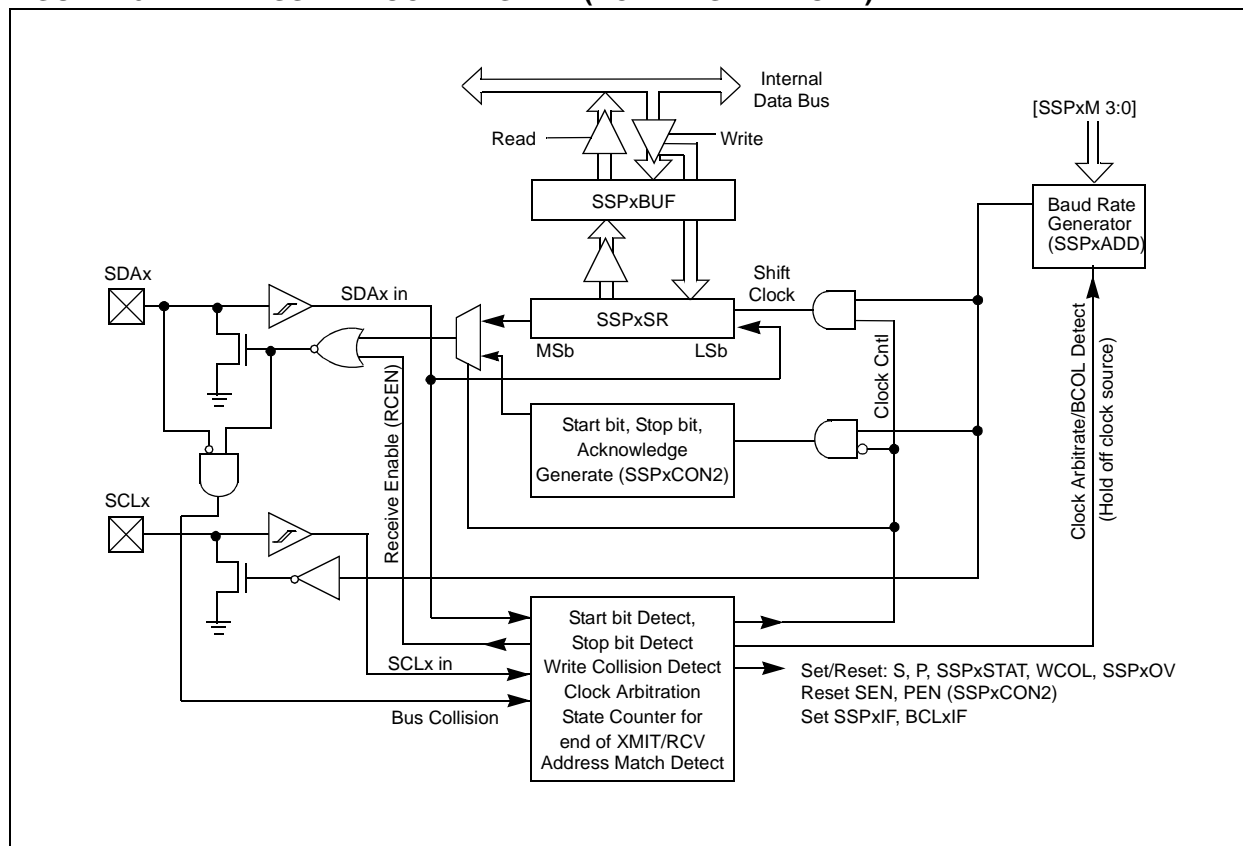 Internal
Data Bus
[SSPxM 3:0]
Read
Write
SSPxBUF
Baud Rate
Generator
(SSPxADD)
SDAx
SDAx in
Shift
Clock
SSPxSR
MSb
LSb
Receive Enable (RCEN)
Clock Cntl
Clock Arbitrate/BCOL Detect
(Hold off clock source)
Start bit, Stop bit,
Acknowledge
Generate (SSPxCON2)
SCLx
SCLx in
Bus Collision
Start bit Detect,
Stop bit Detect
Write Collision Detect
Clock Arbitration
State Counter for
end of XMIT/RCV
Address Match Detect
Set/Reset: S, P, SSPxSTAT, WCOL, SSPxOV
Reset SEN, PEN (SSPxCON2)
Set SSPxIF, BCLxIF